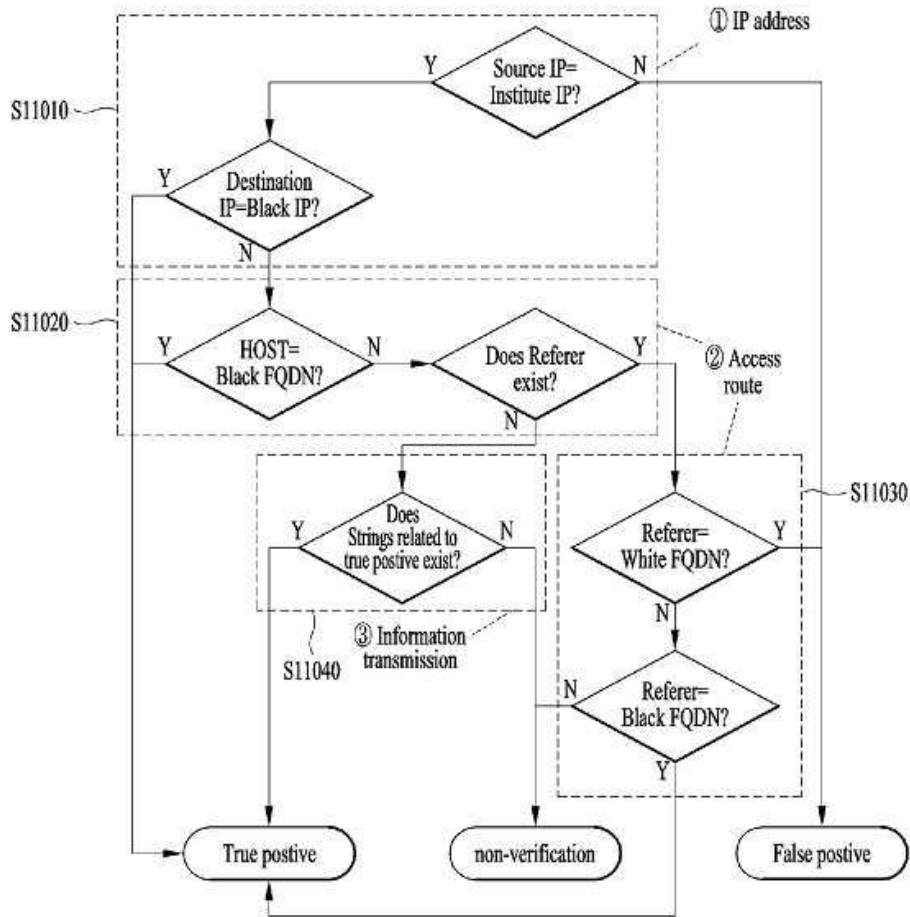 ① IP address
Y
Source IP=
Institute IP?
N
S11010
Y
Destination
IP=Black IP?
N
S11020
Y
HOST=
Black FQDN?
N
Does Referer
exist?
Y
N
② Access
route
S11030
Y
Does
Strings related to
true postive exist?
N
Referer=
White FQDN?
Y
N
③ Information
transmission
S11040
N
Referer=
Black FQDN?
Y
True postive
non-verification
False postive